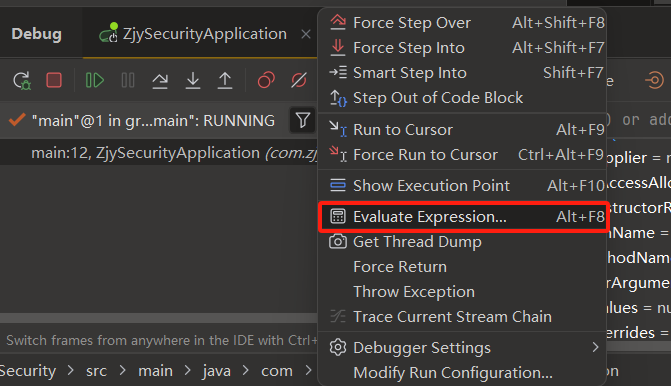 Debug ZjySecurityApplication
"main"@1 in gr...main": RUNNING
main:12, ZjySecurityApplication (com.zj
Switch frames from anywhere in the IDE with Ctrl+
Security > src > main > java > com >
Force Step Over Alt+Shift+F8
Force Step Into Alt+Shift+F7
Smart Step Into Shift+F7
Step Out of Code Block
Run to Cursor Alt+F9
Force Run to Cursor Ctrl+Alt+F9
Show Execution Point Alt+F10
Evaluate Expression... Alt+F8
Get Thread Dump
Force Return
Throw Exception
Trace Current Stream Chain
Debugger Settings
Modify Run Configuration...
) or add
pplier =
AccessAllo
structorR
nName =
hodNam
rArgume
alues = nu
errides =
on